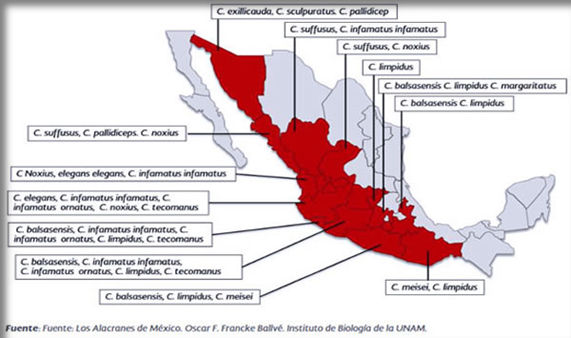 C. exillicauda, C. sculpuratus. C. pallidicep
C. suffusus, C. infamatus infamatus
C. suffusus, C. noxius
C. limpidus
C. balsasensis C. limpidus C. margaritatus
C. balsasensis C. limpidus
C. suffusus, C. pallidiceps. C. noxius
C Noxius, elegans elegans, C. infamatus infamatus
C. elegans, C. infamatus infamatus, C.
infamatus ornatus, C. noxius, C. tecomanus
C. balsasensis, C. infamatus infamatus, C.
infamatus ornatus, C. limpidus, C. tecomanus
C. balsasensis, C. infamatus infamatus,
C. infamatus ornatus, C. limpidus, C. tecomanus
C. balsasensis, C. limpidus, C. meisei
C. meisei, C. limpidus
Fuente: Fuente: Los Alacranes de México. Oscar F. Francke Ballvé. Instituto de Biología de la UNAM.